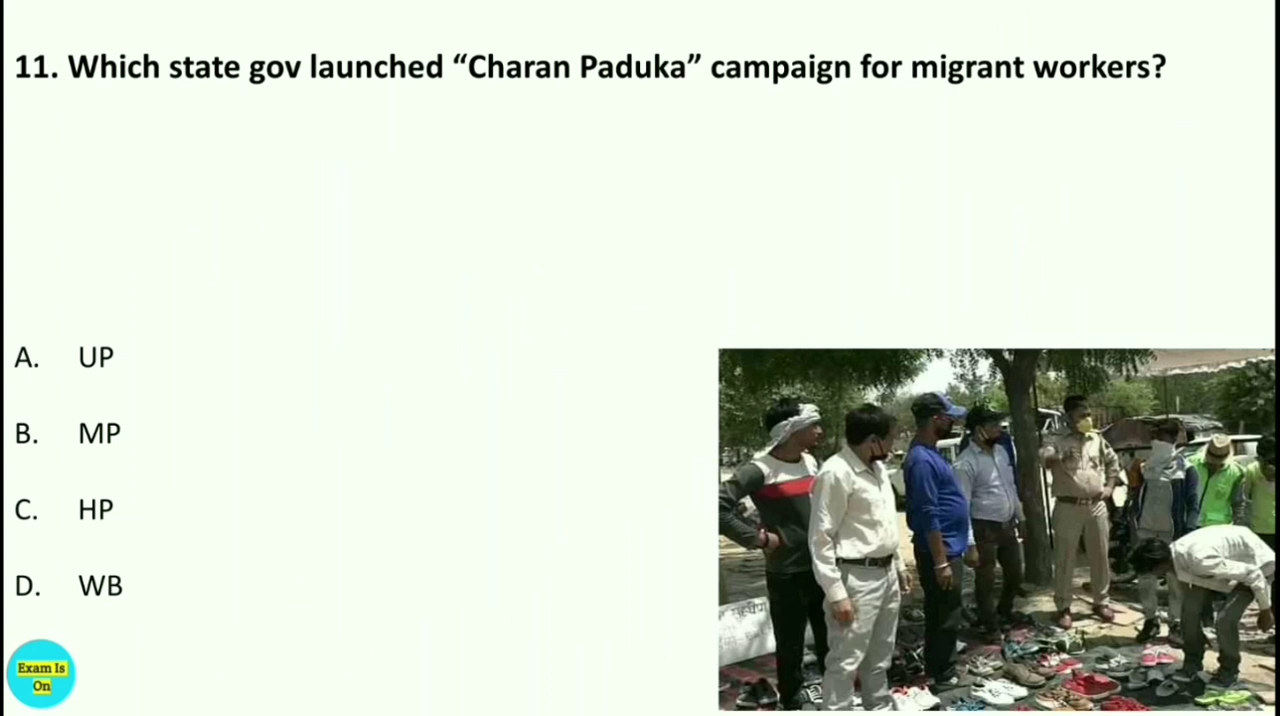 11. Which state gov launched “Charan Paduka” campaign for migrant workers?
A. UP
B. MP
C. HP
D. WB
Exam Is
On